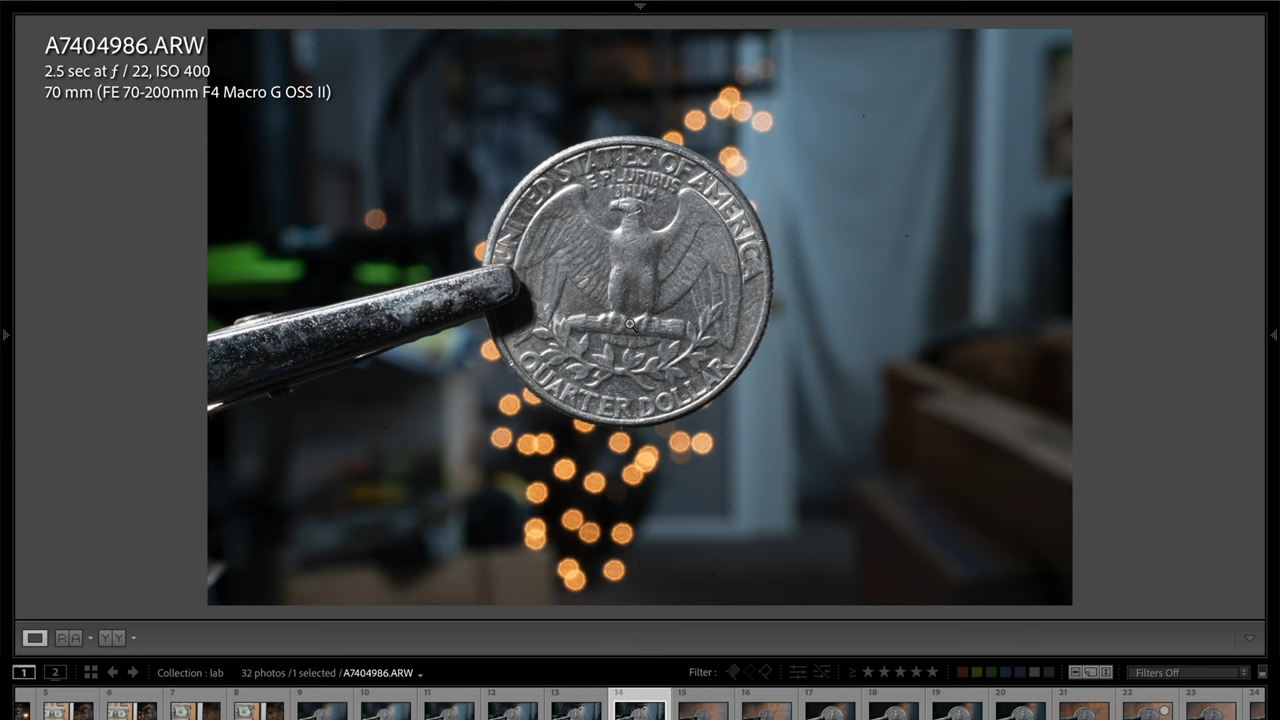 A7404986.ARW
2.5 sec at ƒ / 22, ISO 400
70 mm (FE 70-200mm F4 Macro G OSS II)
UNITED STATES OF AMERICA
E PLURIBUS
UNUM
QUARTER DOLLAR
R A
Y Y
1
2
Collection : lab
32 photos / 1 selected / A7404986.ARW
Filter :
≥
Filters Off
5 6 7 8 9 10 11 12 13 14 15 16 17 18 19 20 21 22 23 24